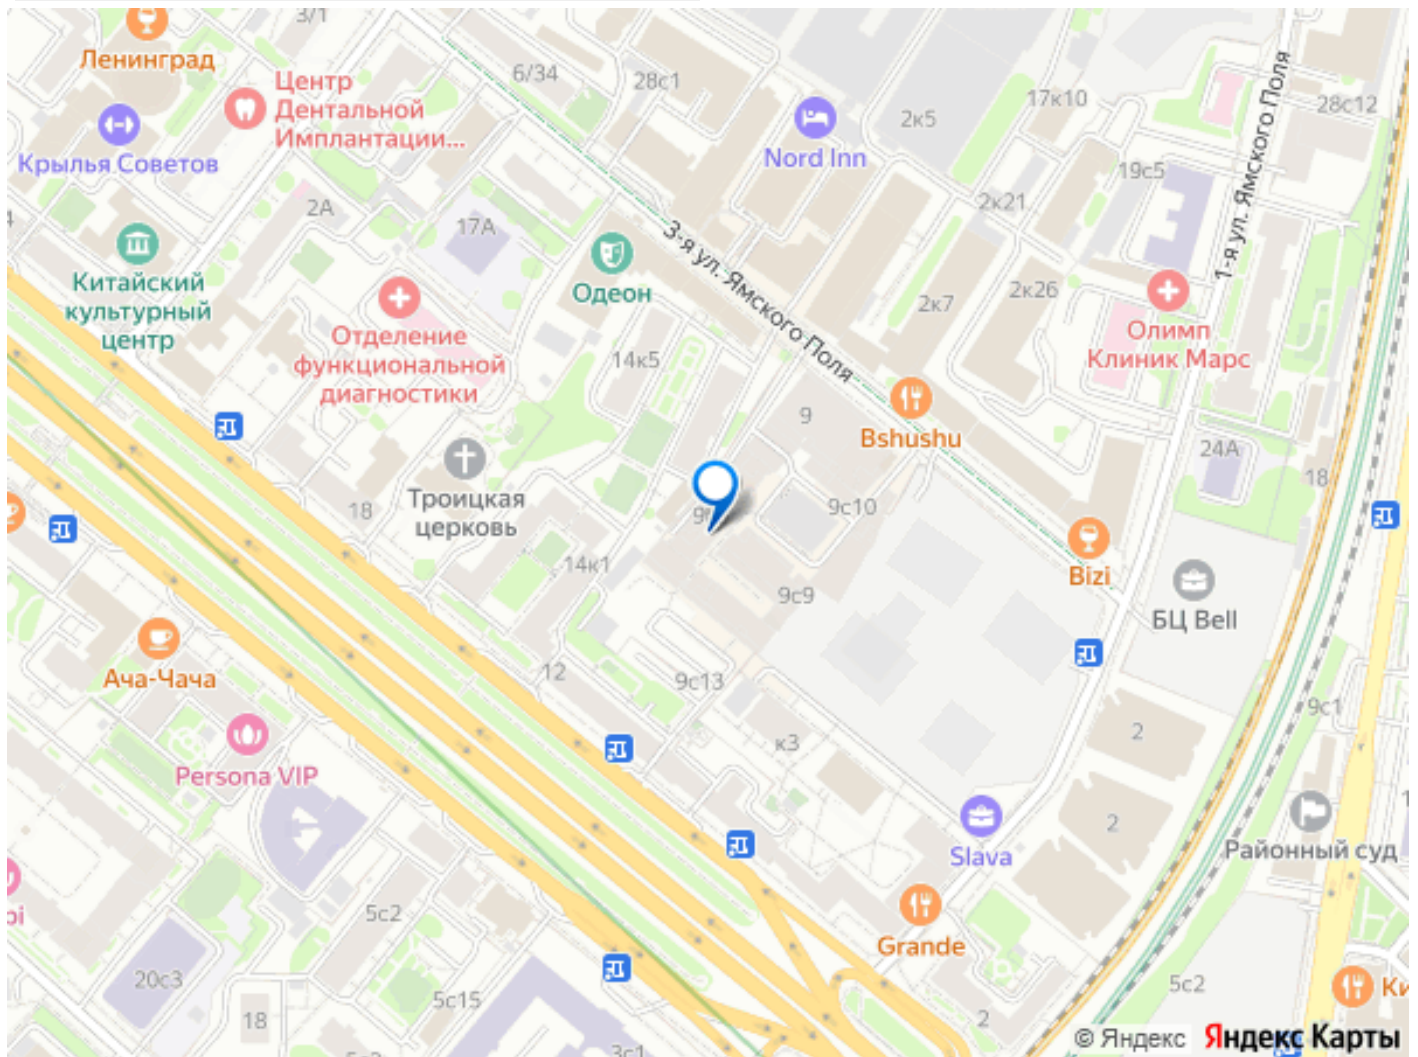 3/1
Ленинград
6/34
28с1
Центр
Дентальной
Имплантации...
Крылья Советов
Nord Inn
2к5
17к10
28с12
1-я ул. Ямского Поля
19с5
2А
17А
2к21
3-я ул. Ямского Поля
Китайский
культурный
центр
Одеон
2к7
2к26
Отделение
функциональной
диагностики
14к5
Олимп
Клиник Марс
9
Bshushu
24А
18
Троицкая
церковь
18
9с10
14к1
9с9
Bizi
БЦ Bell
Ача-Чача
12
9с13
9с1
к3
2
Persona VIP
2
Slava
Районный суд
5с2
Grande
20с3
5с15
18
2
5с2
3с1
© Яндекс Яндекс Карты